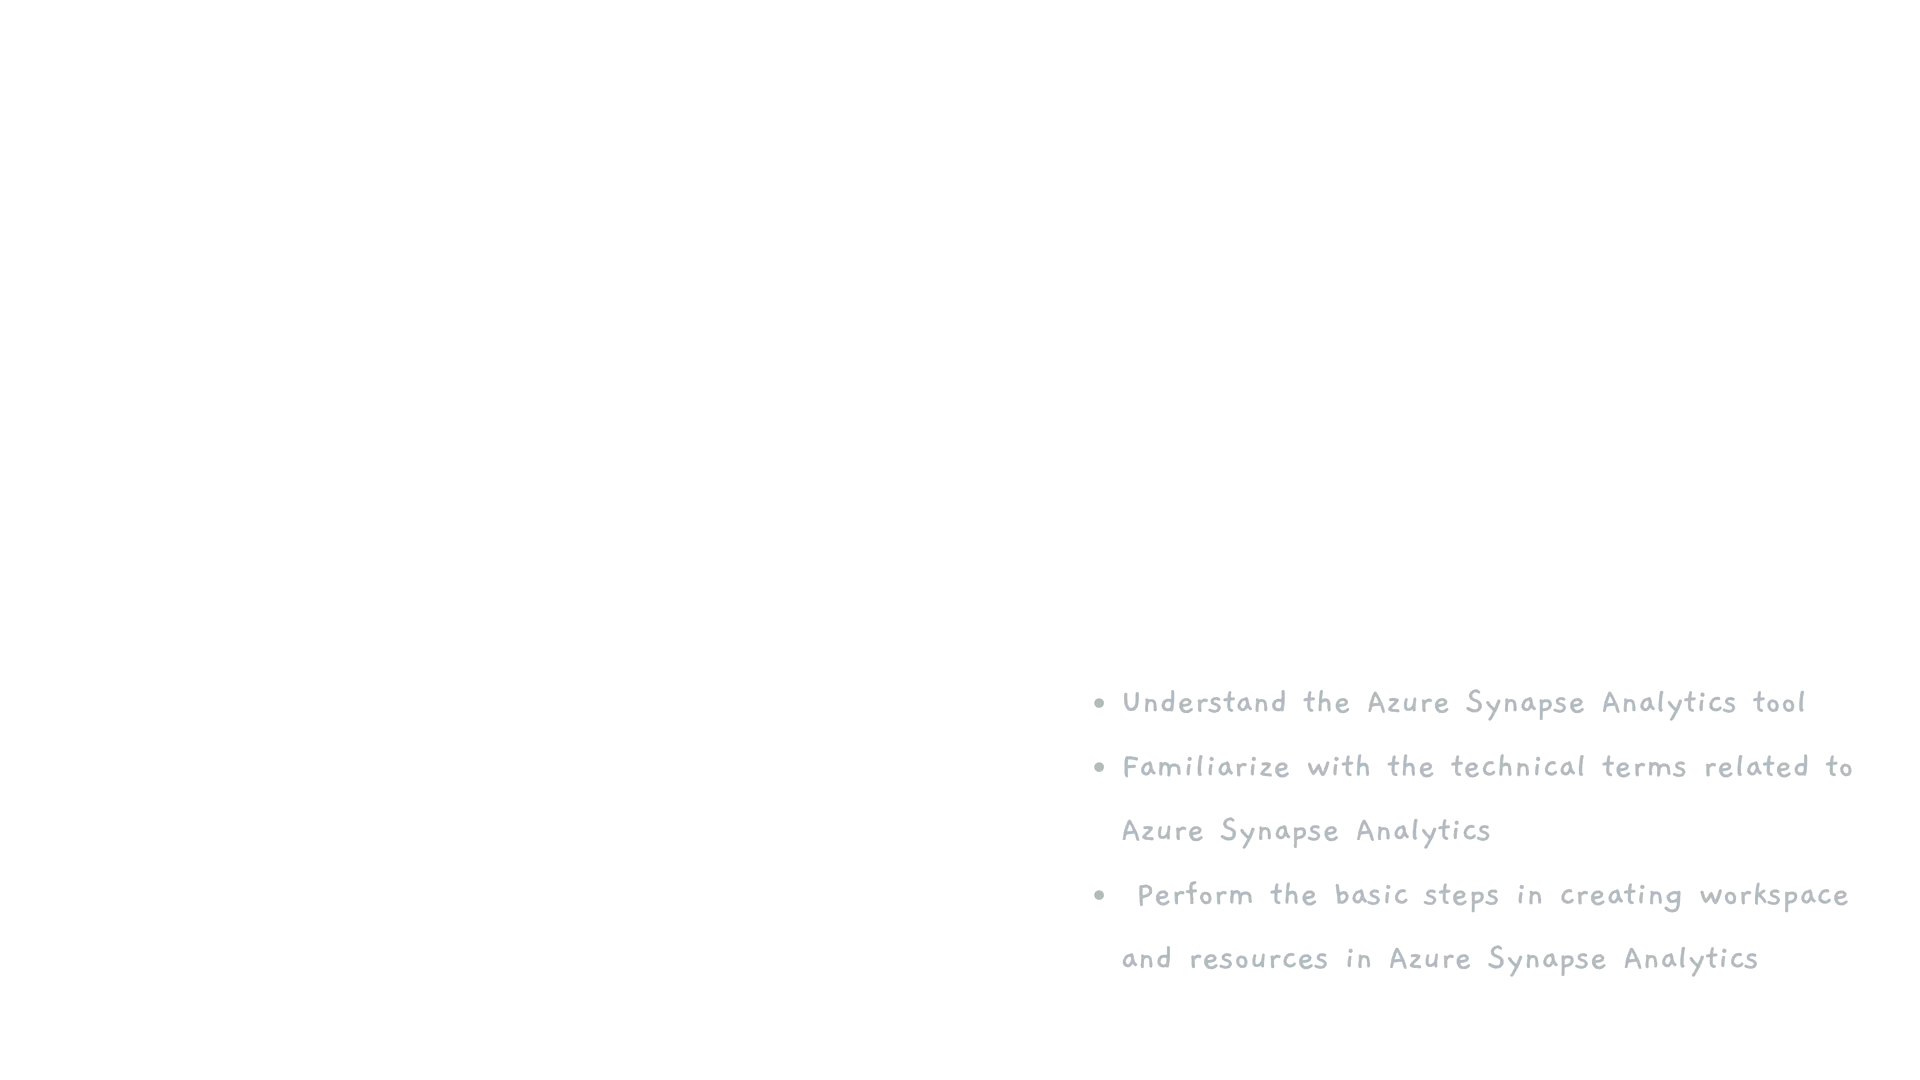 • Understand the Azure Synapse Analytics tool
• Familiarize with the technical terms related to
Azure Synapse Analytics
• Perform the basic steps in creating workspace
and resources in Azure Synapse Analytics